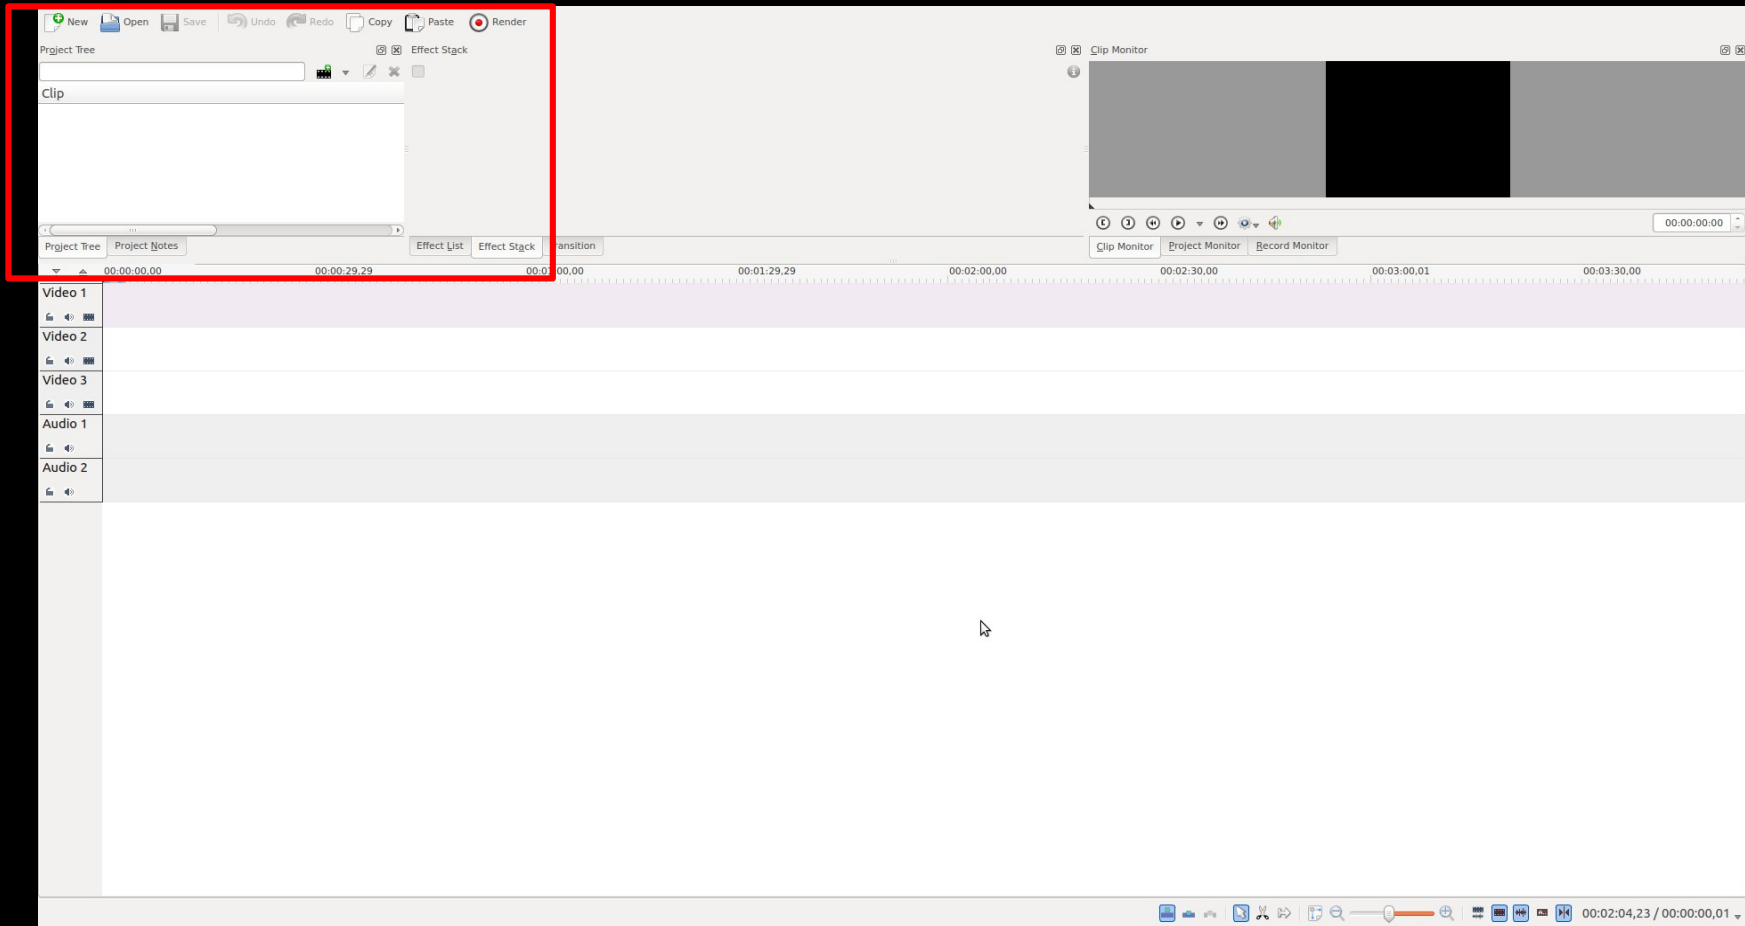 New Open Save Undo Redo Copy Paste Render
Project Tree Effect Stack Clip Monitor
Clip
00:00:00:00
Project Tree Project Notes Effect List Effect Stack ransition Clip Monitor Project Monitor Record Monitor
00:00:00,00 00:00:29,29 00:01:00,00 00:01:29,29 00:02:00,00 00:02:30,00 00:03:00,01 00:03:30,00
Video 1
Video 2
Video 3
Audio 1
Audio 2
00:02:04,23 / 00:00:00,01